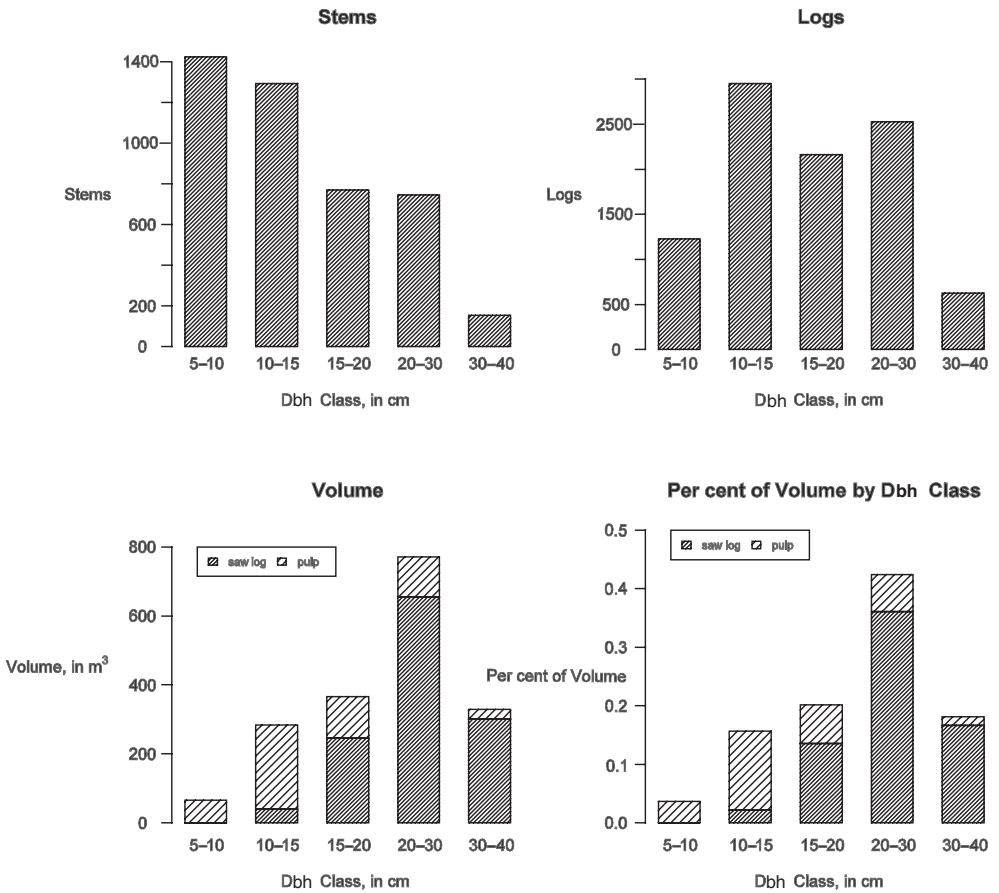 Stems
1400
1000
Stems
600
200
0
5–10 10–15 15–20 20–30 30–40
Dbh Class, in cm
Logs
2500
Logs
1500
500
0
5–10 10–15 15–20 20–30 30–40
Dbh Class, in cm
Volume
800
saw log pulp
600
Volume, in m³
400
200
0
5–10 10–15 15–20 20–30 30–40
Dbh Class, in cm
Per cent of Volume by Dbh Class
0.5
saw log pulp
0.4
0.3
Per cent of Volume
0.2
0.1
0.0
5–10 10–15 15–20 20–30 30–40
Dbh Class, in cm